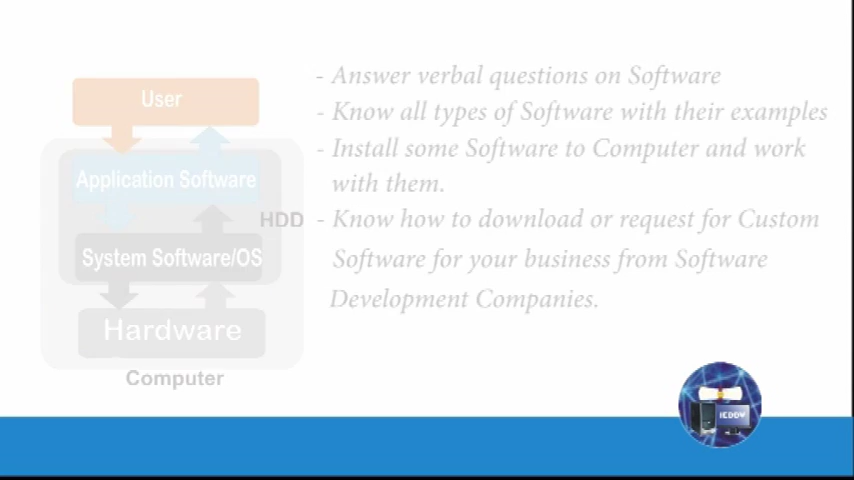 User
Application Software
HDD
System Software/OS
Hardware
Computer
- Answer verbal questions on Software
- Know all types of Software with their examples
- Install some Software to Computer and work
with them.
- Know how to download or request for Custom
Software for your business from Software
Development Companies.